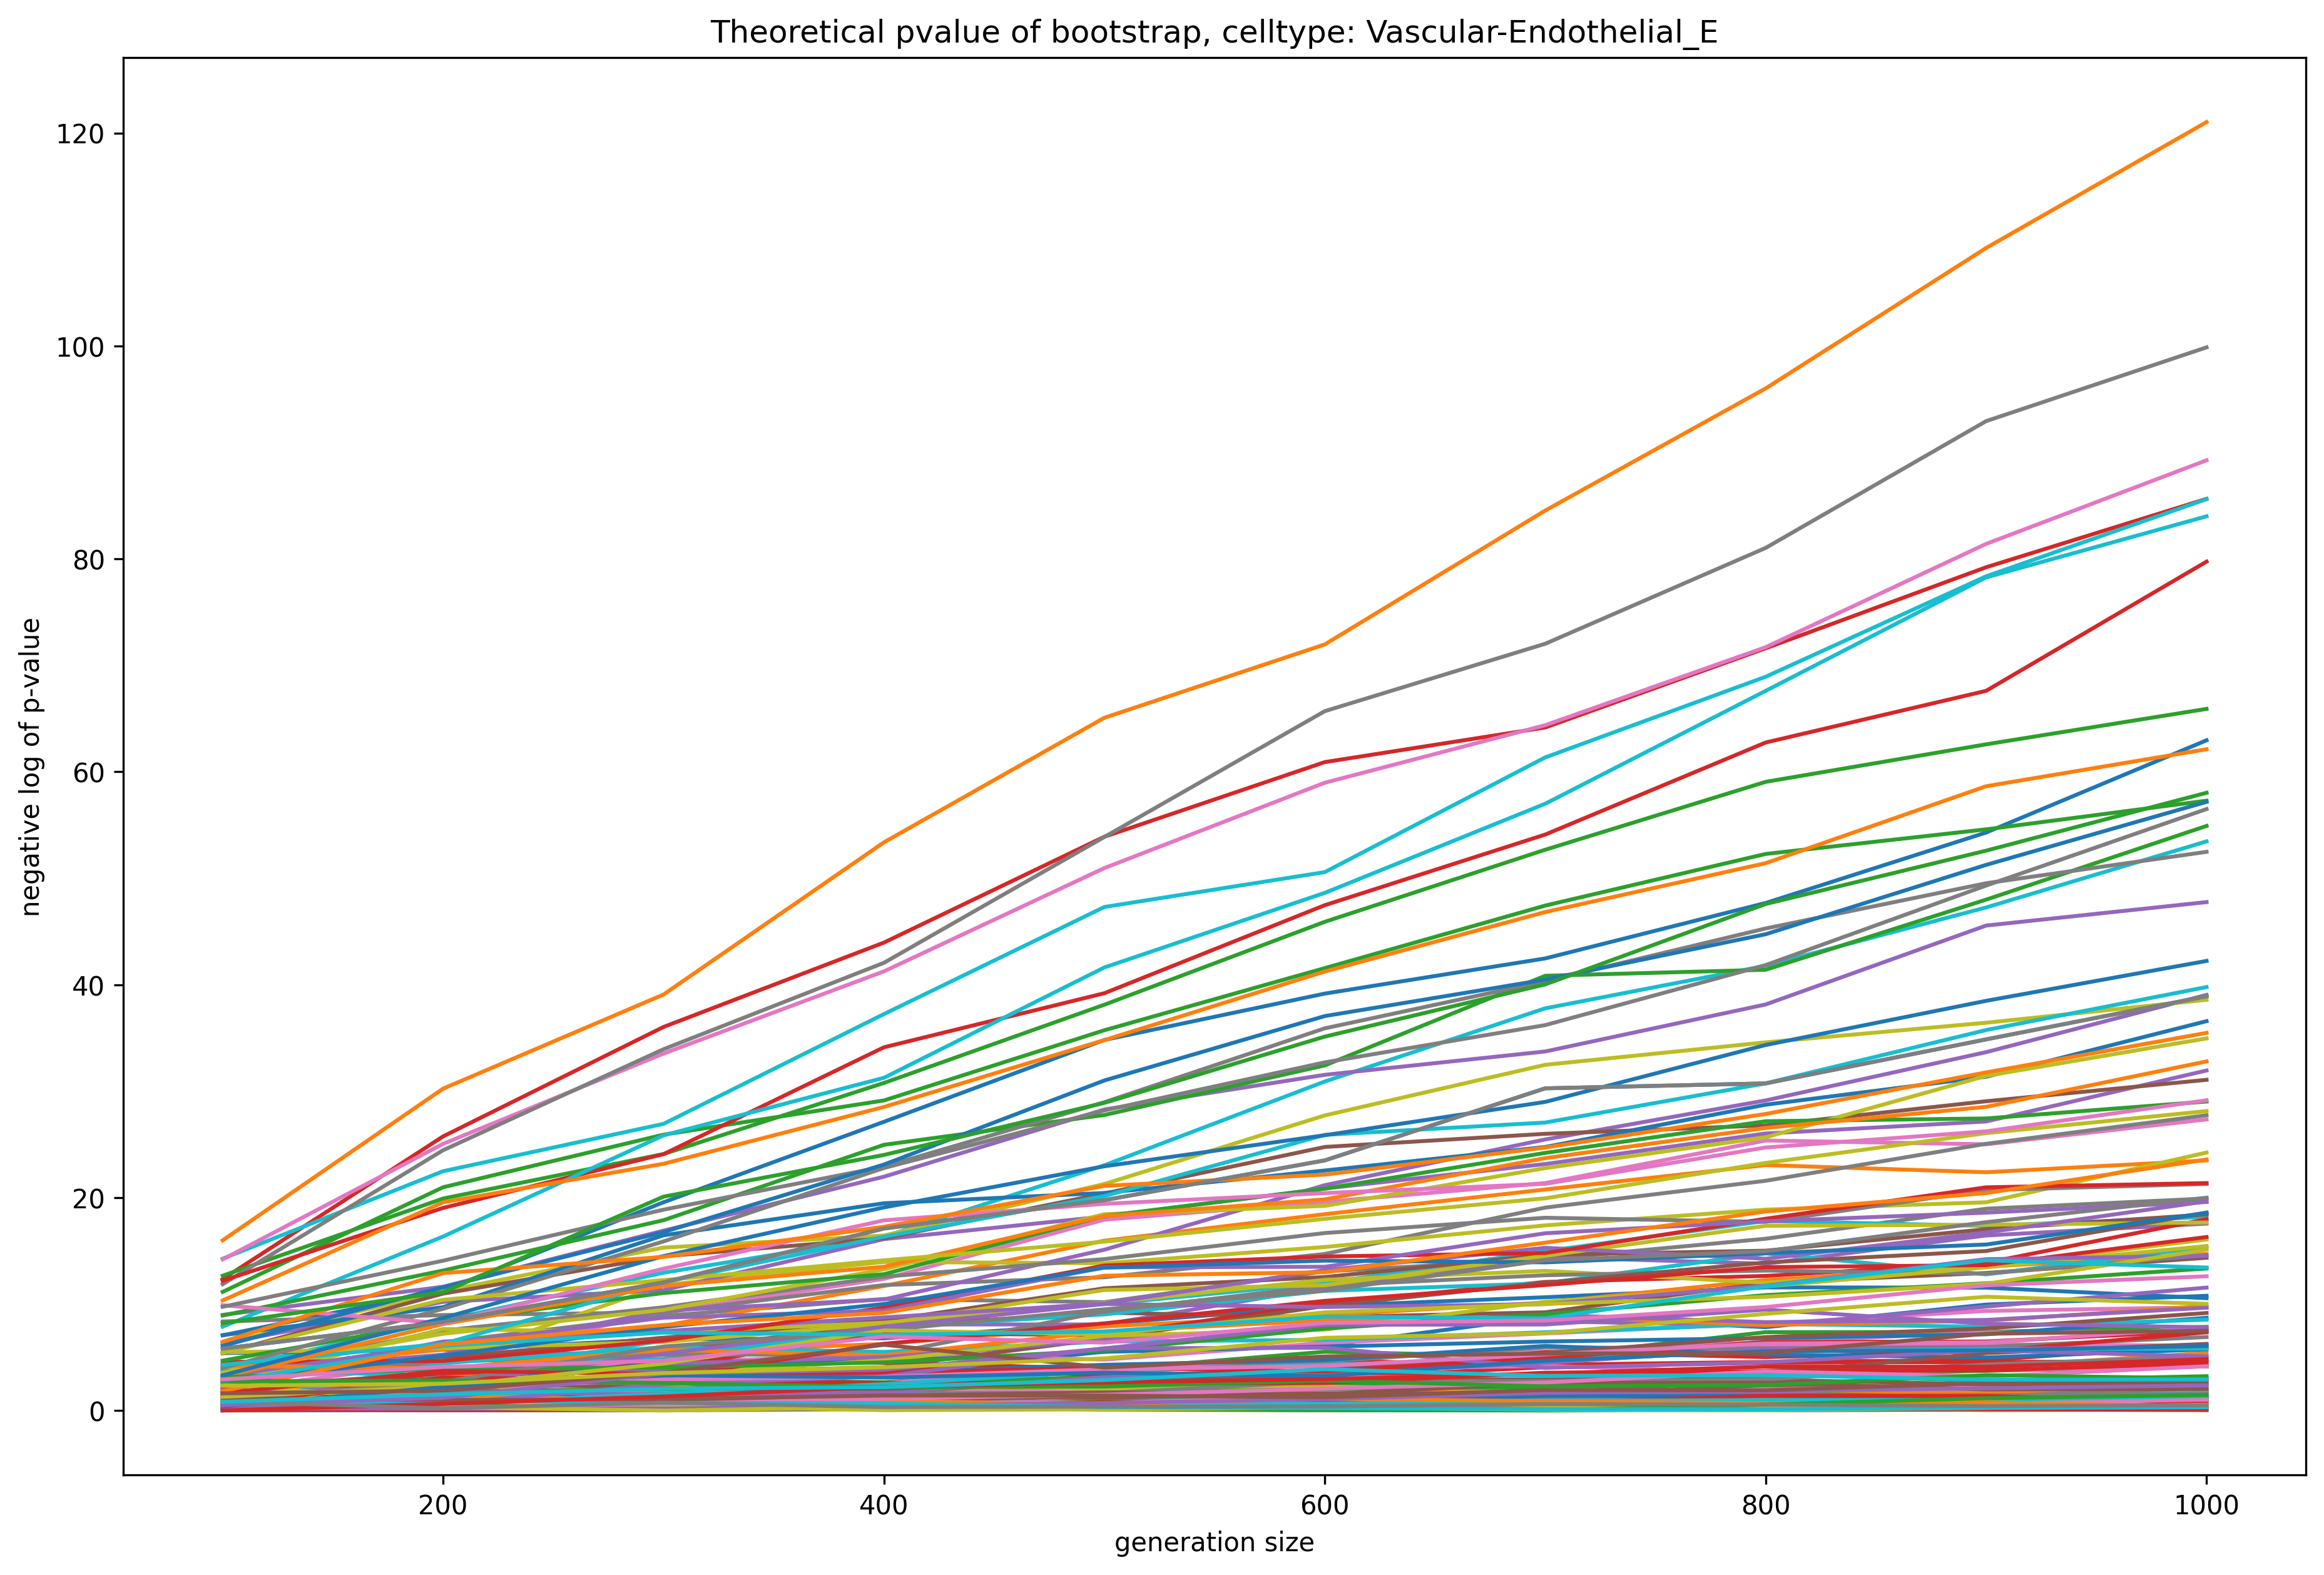 Theoretical pvalue of bootstrap, celltype: Vascular-Endothelial_E
negative log of p-value
120
100
80
60
40
20
0
200 400 600 800 1000
generation size